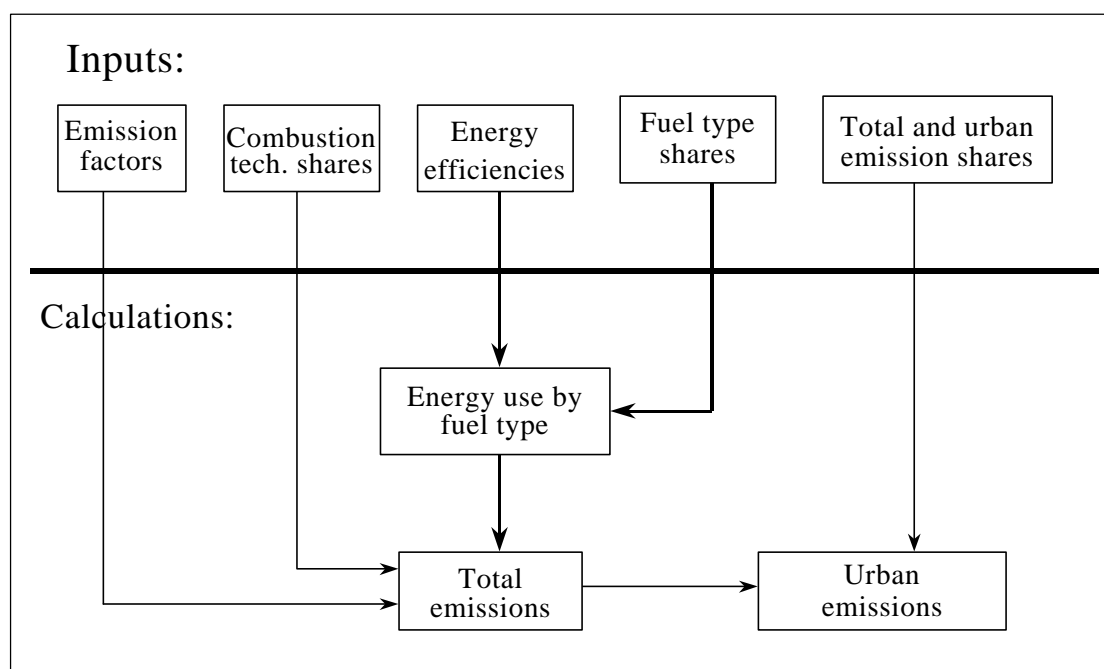 Inputs:
Emission
factors
Combustion
tech. shares
Energy
efficiencies
Fuel type
shares
Total and urban
emission shares
Calculations:
Energy use by
fuel type
Total
emissions
Urban
emissions